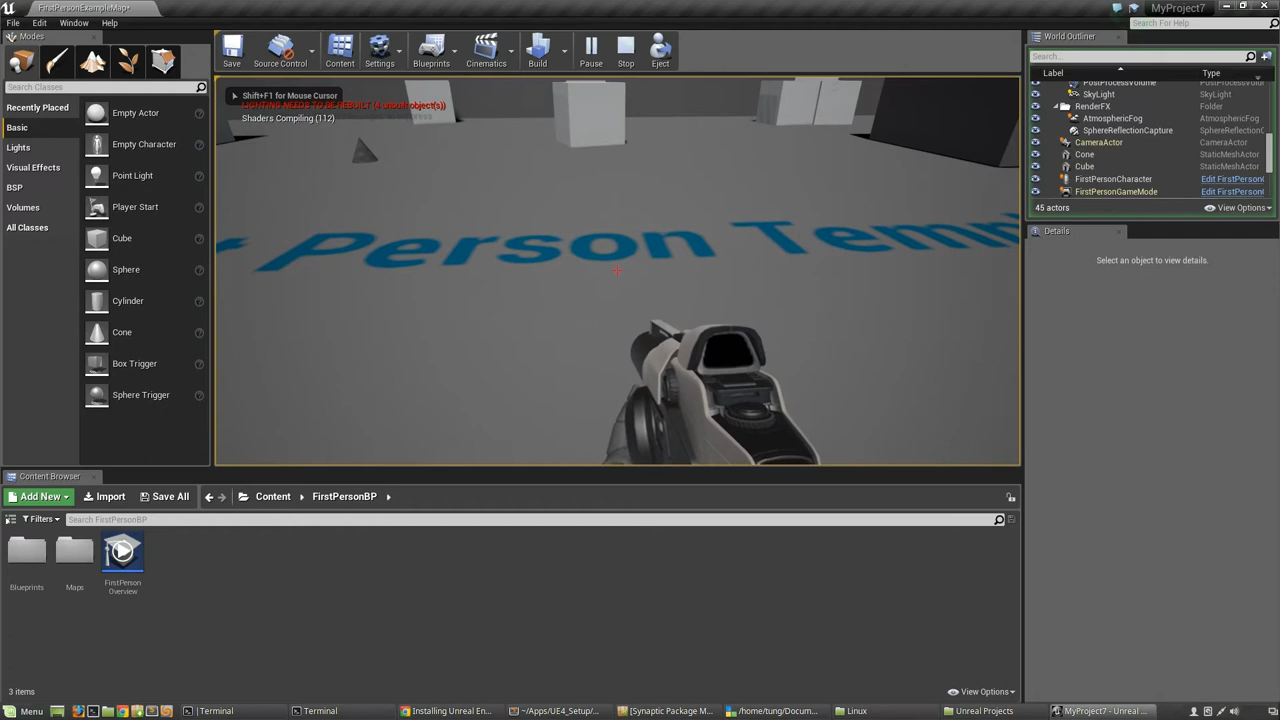 FirstPersonExampleMap*
MyProject7
File Edit Window Help
Search For Help
Modes
World Outliner
Search Classes
Save
Source Control
Content
Settings
Blueprints
Cinematics
Build
Pause
Stop
Eject
Search...
Label
Type
Recently Placed
Basic
Lights
Visual Effects
BSP
Volumes
All Classes
Empty Actor
Empty Character
Point Light
Player Start
Cube
Sphere
Cylinder
Cone
Box Trigger
Sphere Trigger
Shift+F1 for Mouse Cursor
LIGHTING NEEDS TO BE REBUILT (4 unbuilt object(s))
Shaders Compiling (112)
Person Temp
PostProcessVolume
SkyLight SkyLight
RenderFX Folder
AtmosphericFog AtmosphericFog
SphereReflectionCapture SphereReflectionC
CameraActor CameraActor
Cone StaticMeshActor
Cube StaticMeshActor
FirstPersonCharacter Edit FirstPerson
FirstPersonGameMode Edit FirstPerson
45 actors
View Options
Details
Select an object to view details.
Content Browser
Add New Import Save All Content FirstPersonBP
Filters Search FirstPersonBP
Blueprints
Maps
FirstPerson
Overview
3 items
View Options
Menu
Terminal
Terminal
Installing Unreal En...
~/Apps/UE4_Setup/...
[Synaptic Package M...
/home/tung/Docum...
Linux
Unreal Projects
MyProject7 - Unreal ...